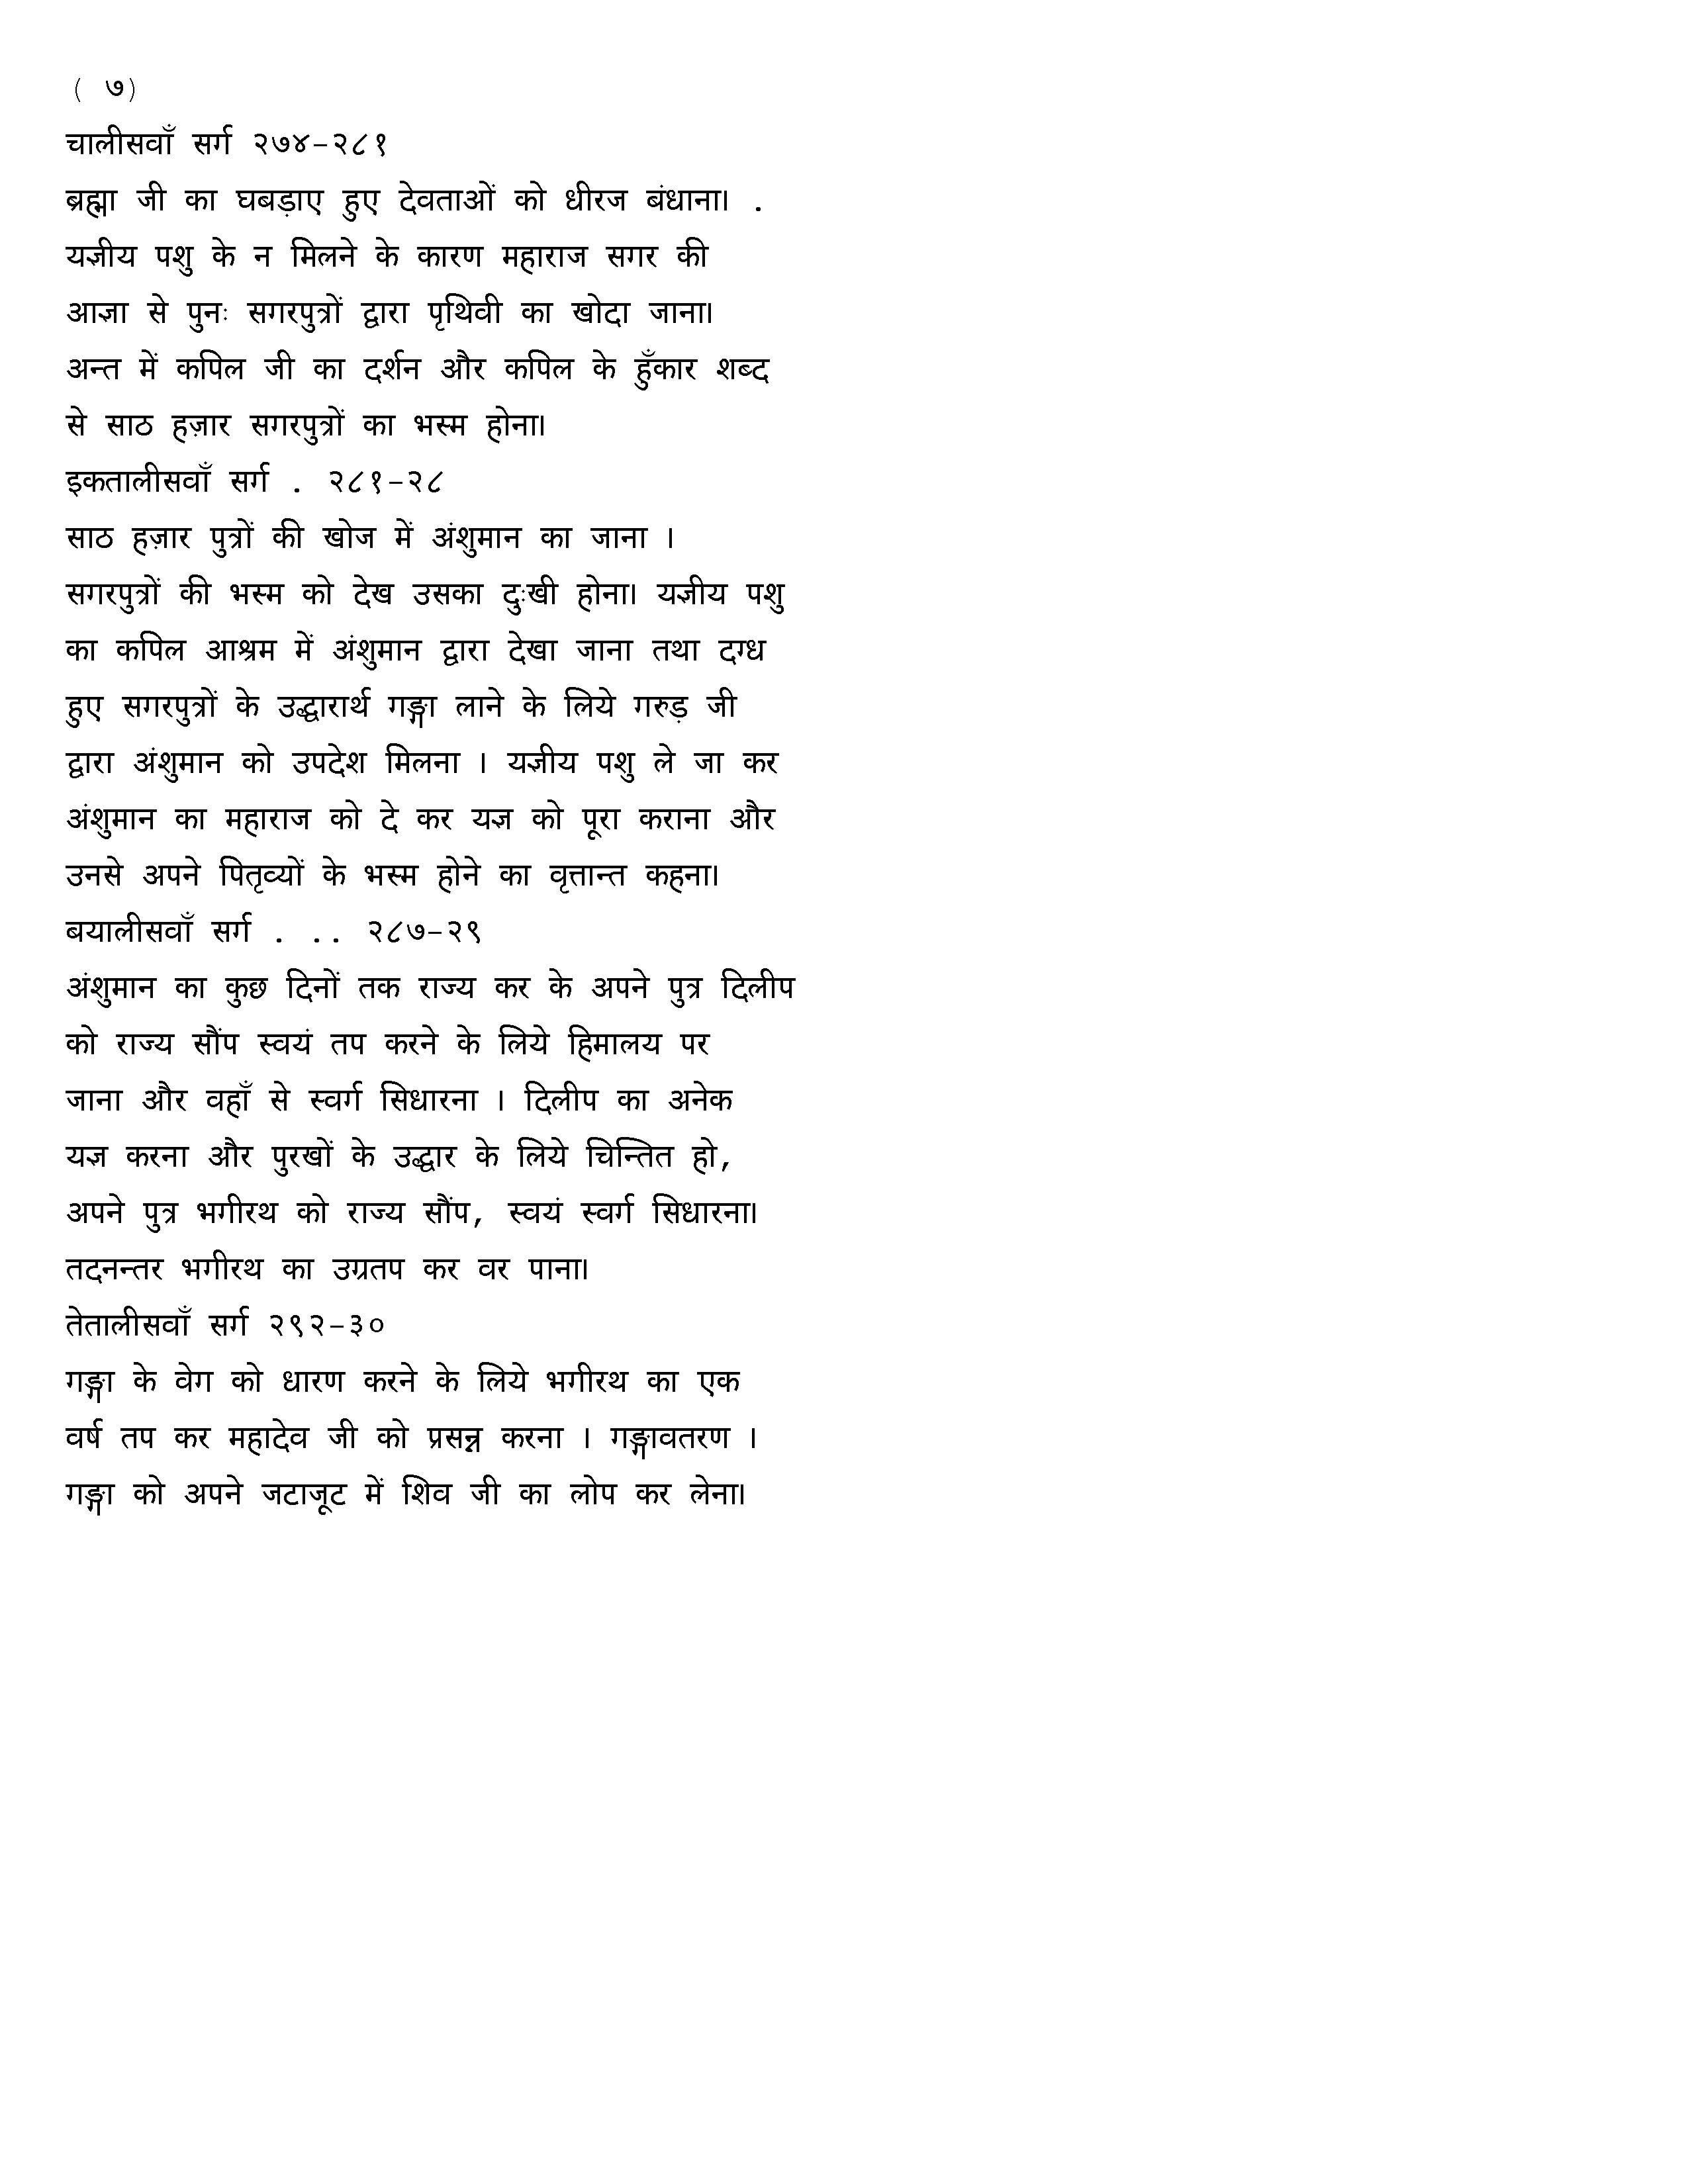 ( ७)
चालीसवाँ सर्ग २७४-२८१
ब्रह्मा जी का घबड़ाए हुए देवताओं को धीरज बंधाना। .
यज्ञीय पशु के न मिलने के कारण महाराज सगर की
आज्ञा से पुनः सगरपुत्रों द्वारा पृथिवी का खोदा जाना।
अन्त में कपिल जी का दर्शन और कपिल के हुँकार शब्द
से साठ हज़ार सगरपुत्रों का भस्म होना।
इकतालीसवाँ सर्ग . २८१-२८
साठ हज़ार पुत्रों की खोज में अंशुमान का जाना ।
सगरपुत्रों की भस्म को देख उसका दुःखी होना। यज्ञीय पशु
का कपिल आश्रम में अंशुमान द्वारा देखा जाना तथा दग्ध
हुए सगरपुत्रों के उद्धारार्थ गङ्गा लाने के लिये गरुड़ जी
द्वारा अंशुमान को उपदेश मिलना । यज्ञीय पशु ले जा कर
अंशुमान का महाराज को दे कर यज्ञ को पूरा कराना और
उनसे अपने पितृव्यों के भस्म होने का वृत्तान्त कहना।
बयालीसवाँ सर्ग . .. २८७-२९
अंशुमान का कुछ दिनों तक राज्य कर के अपने पुत्र दिलीप
को राज्य सौंप स्वयं तप करने के लिये हिमालय पर
जाना और वहाँ से स्वर्ग सिधारना । दिलीप का अनेक
यज्ञ करना और पुरखों के उद्धार के लिये चिन्तित हो,
अपने पुत्र भगीरथ को राज्य सौंप, स्वयं स्वर्ग सिधारना।
तदनन्तर भगीरथ का उग्रतप कर वर पाना।
तेतालीसवाँ सर्ग २९२-३०
गङ्गा के वेग को धारण करने के लिये भगीरथ का एक
वर्ष तप कर महादेव जी को प्रसन्न करना । गङ्गावतरण ।
गङ्गा को अपने जटाजूट में शिव जी का लोप कर लेना।